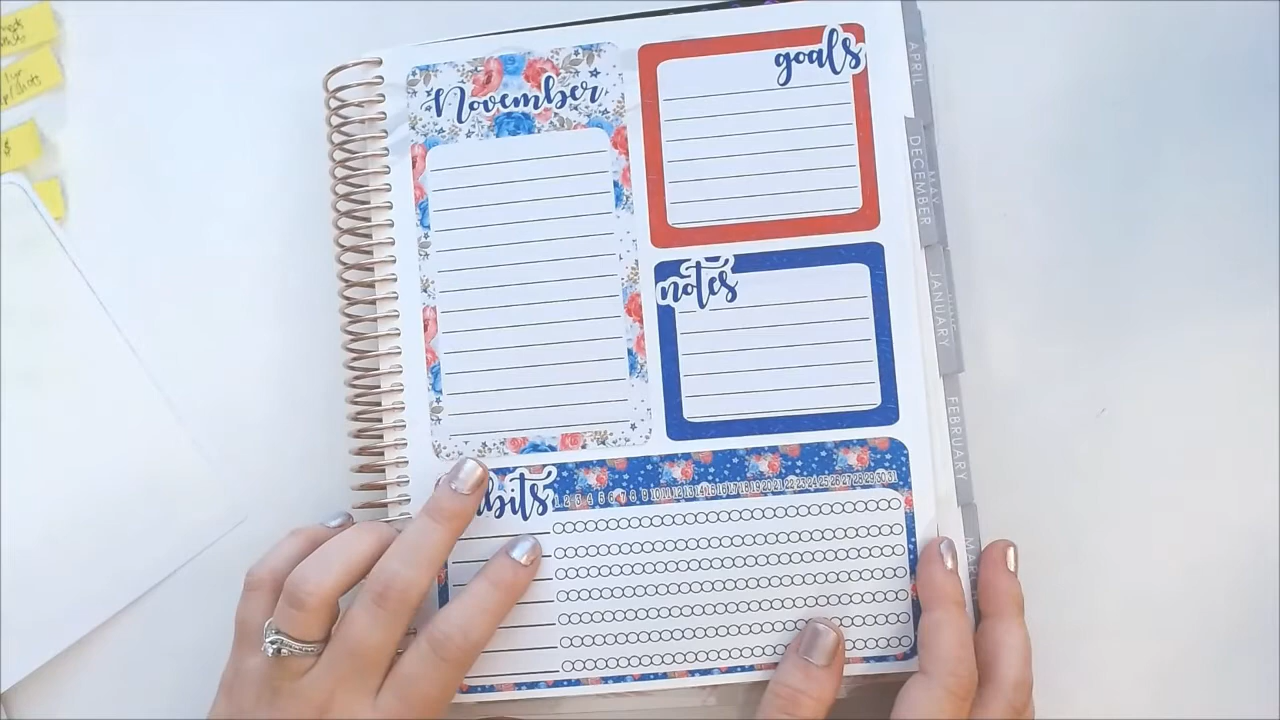 November
goals
notes
bits
1 2 3 4 5 6 7 8 9 10 11 12 13 14 15 16 17 18 19 20 21 22 23 24 25 26 27 28 29 30 31
APRIL
DECEMBER
MAY
JANUARY
FEBRUARY
1 yr
$